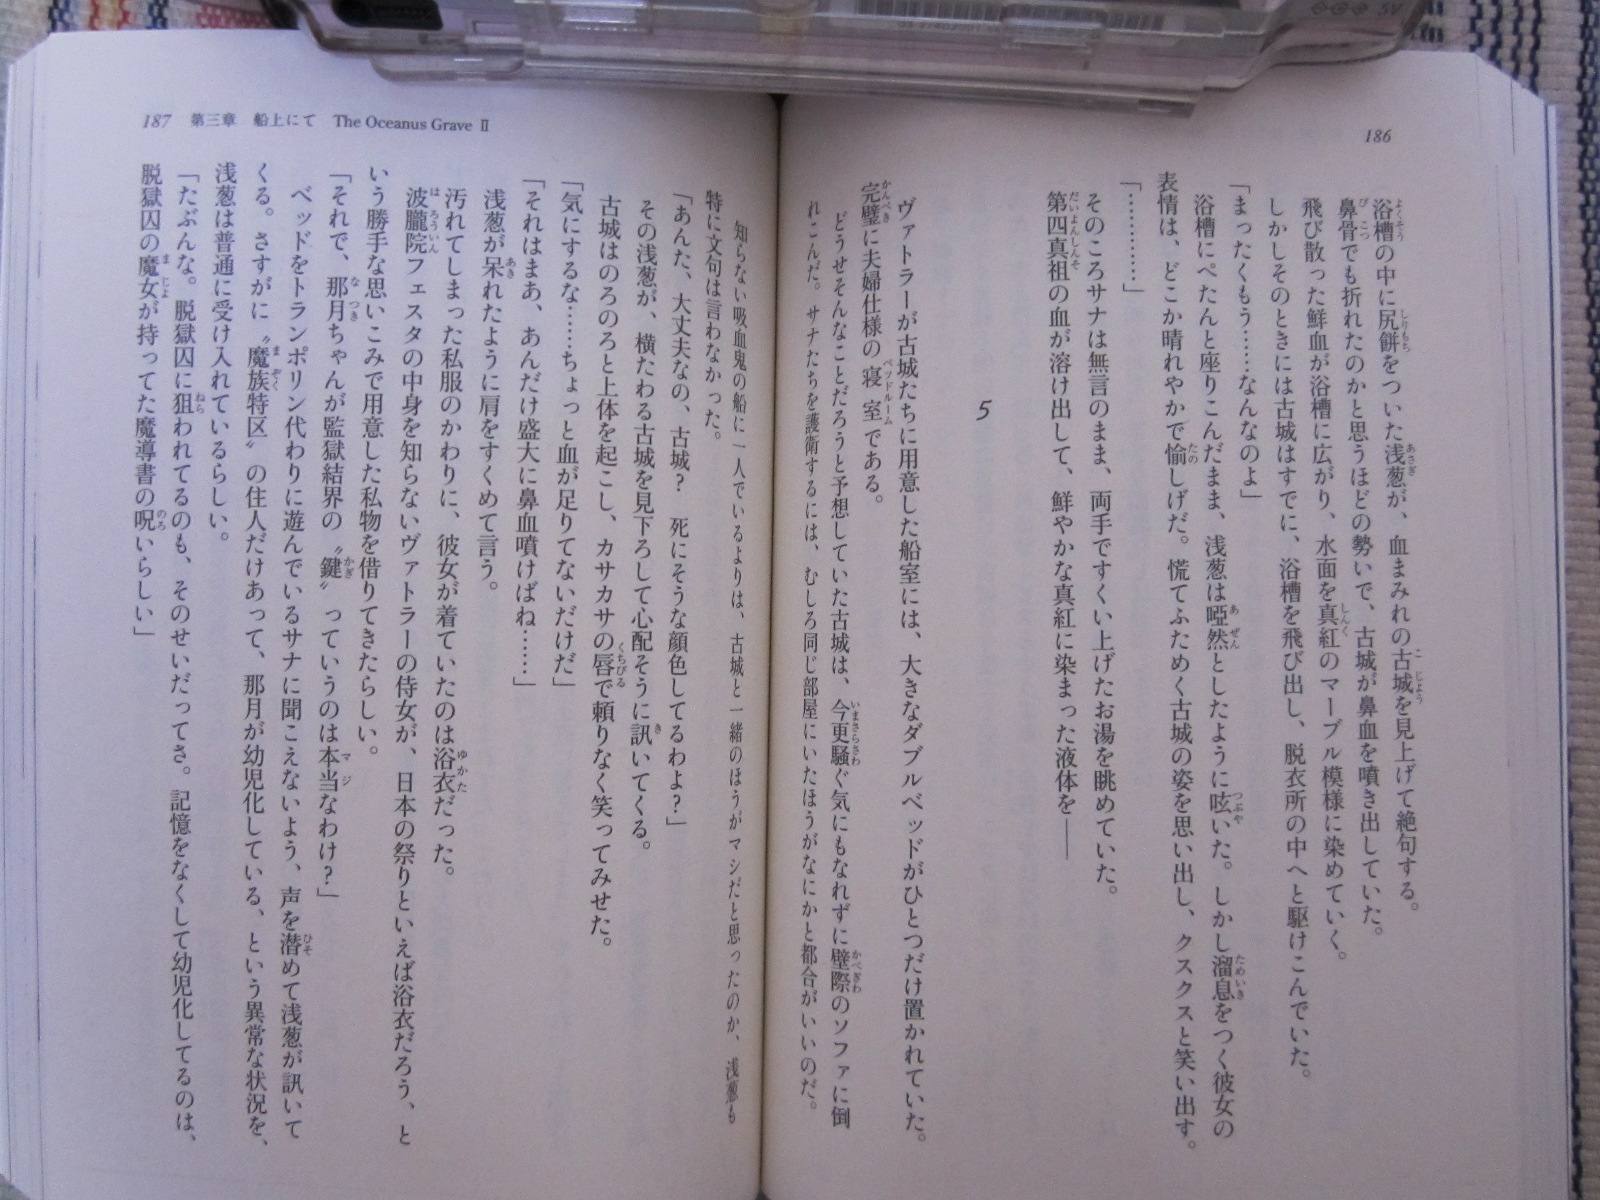 186
浴槽の中に尻餅をついた浅葱が、血まみれの古城を見上げて絶句する。
鼻骨でも折れたのかと思うほどの勢いで、古城が鼻血を噴き出していた。
飛び散った鮮血が浴槽に広がり、水面を真紅のマーブル模様に染めていく。
しかしそのときには古城はすでに、浴槽を飛び出し、脱衣所の中へと駆けこんでいた。
「まったくもう……なんなのよ」
浴槽にぺたんと座りこんだまま、浅葱は啞然としたように呟いた。しかし溜息をつく彼女の
表情は、どこか晴れやかで愉しげだ。慌てふためく古城の姿を思い出し、クスクスと笑い出す。
「…………」
そのころサナは無言のまま、両手ですくい上げたお湯を眺めていた。
第四真祖の血が溶け出して、鮮やかな真紅に染まった液体を――
5
ヴァトラーが古城たちに用意した船室には、大きなダブルベッドがひとつだけ置かれていた。
完璧に夫婦仕様の寝室である。
どうせそんなことだろうと予想していた古城は、今更騒ぐ気にもなれずに壁際のソファに倒
れこんだ。サナたちを護衛するには、むしろ同じ部屋にいたほうがなにかと都合がいいのだ。
187 第三章 船上にて The Oceanus Grave Ⅱ
知らない吸血鬼の船に一人でいるよりは、古城と一緒のほうがマシだと思ったのか、浅葱も
特に文句は言わなかった。
「あんた、大丈夫なの、古城? 死にそうな顔色してるわよ?」
その浅葱が、横たわる古城を見下ろして心配そうに訊いてくる。
古城はのろのろと上体を起こし、カサカサの唇で頼りなく笑ってみせた。
「気にするな……ちょっと血が足りてないだけだ」
「それはまあ、あんだけ盛大に鼻血噴けばね……」
浅葱が呆れたように肩をすくめて言う。
汚れてしまった私服のかわりに、彼女が着ていたのは浴衣だった。
波朧院フェスタの中身を知らないヴァトラーの侍女が、日本の祭りといえば浴衣だろう、と
いう勝手な思いこみで用意した私物を借りてきたらしい。
「それで、那月ちゃんが監獄結界の〝鍵〟っていうのは本当なわけ?」
ベッドをトランポリン代わりに遊んでいるサナに聞こえないよう、声を潜めて浅葱が訊いて
くる。さすがに〝魔族特区〟の住人だけあって、那月が幼児化している、という異常な状況を、
浅葱は普通に受け入れているらしい。
「たぶんな。脱獄囚に狙われてるのも、そのせいだってさ。記憶をなくして幼児化してるのは、
脱獄囚の魔女が持ってた魔導書の呪いらしい」